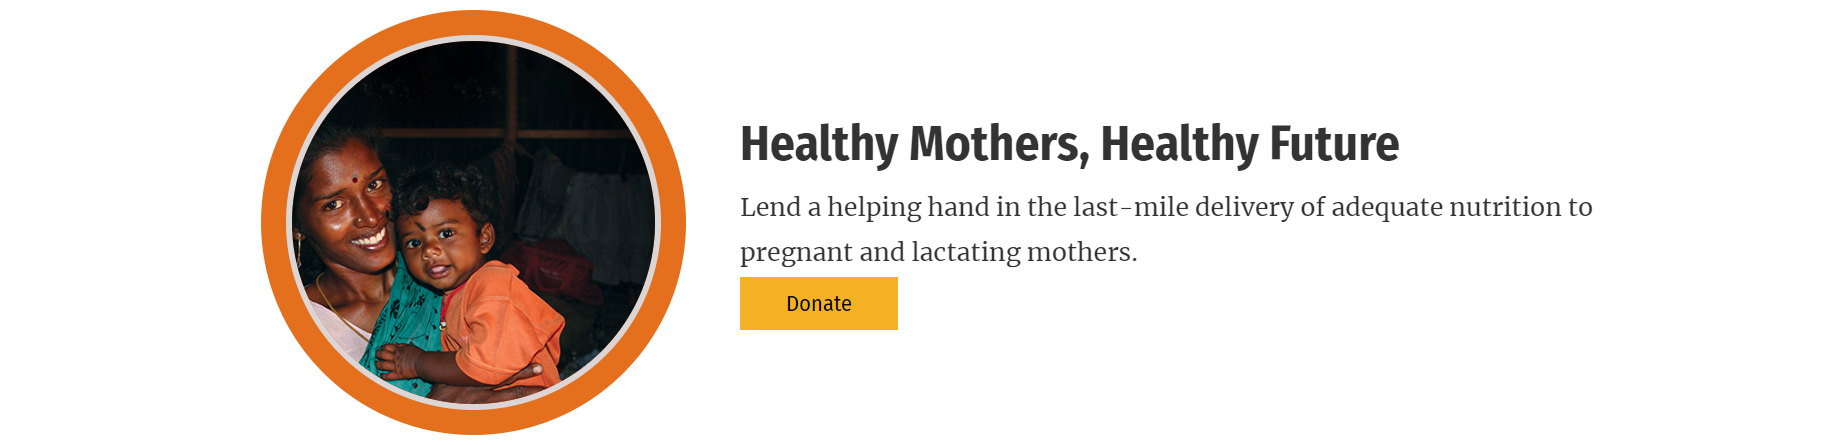 Healthy Mothers, Healthy Future
Lend a helping hand in the last-mile delivery of adequate nutrition to
pregnant and lactating mothers.
Donate